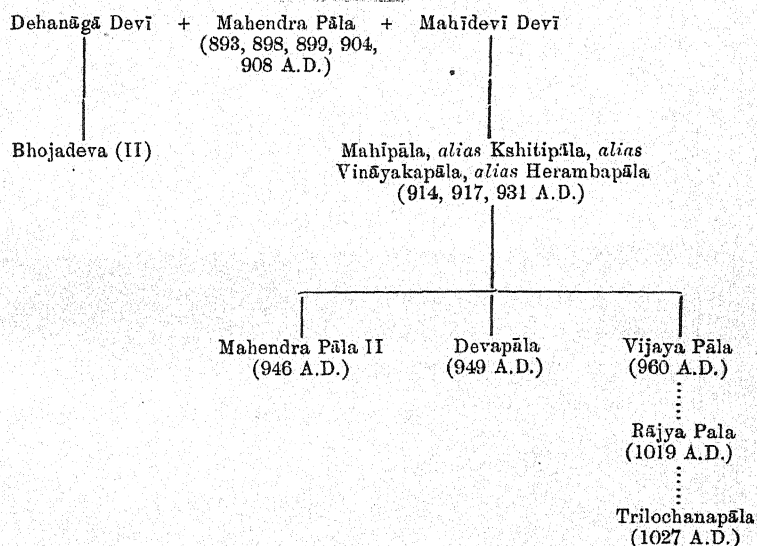 Dehanāgā Devī + Mahendra Pāla + Mahīdevī Devī
(893, 898, 899, 904,
908 A.D.)
Bhojadeva (II)
Mahīpāla, alias Kshitipāla, alias
Vināyakapāla, alias Herambapāla
(914, 917, 931 A.D.)
Mahendra Pāla II
(946 A.D.)
Devapāla
(949 A.D.)
Vijaya Pāla
(960 A.D.)
Rājya Pala
(1019 A.D.)
Trilochanapāla
(1027 A.D.)